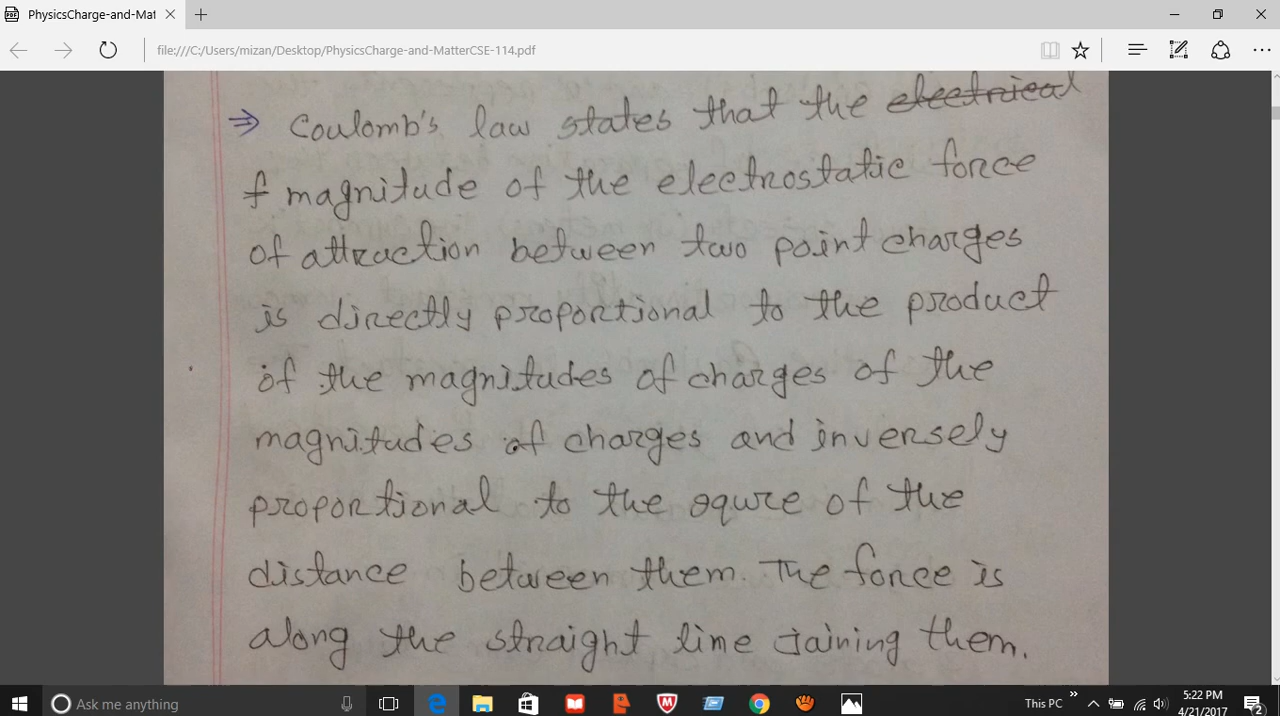 PhysicsCharge-and-Mat
file:///C:/Users/mizan/Desktop/PhysicsCharge-and-MatterCSE-114.pdf
⇒ Coulomb's law states that the electrical
f magnitude of the electrostatic force
of attraction between two point charges
is directly proportional to the product
of the magnitudes of charges of the
magnitudes of charges and inversely
proportional to the squre of the
distance between them. The force is
along the straight line jaining them.
Ask me anything
This PC
5:22 PM
4/21/2017
2